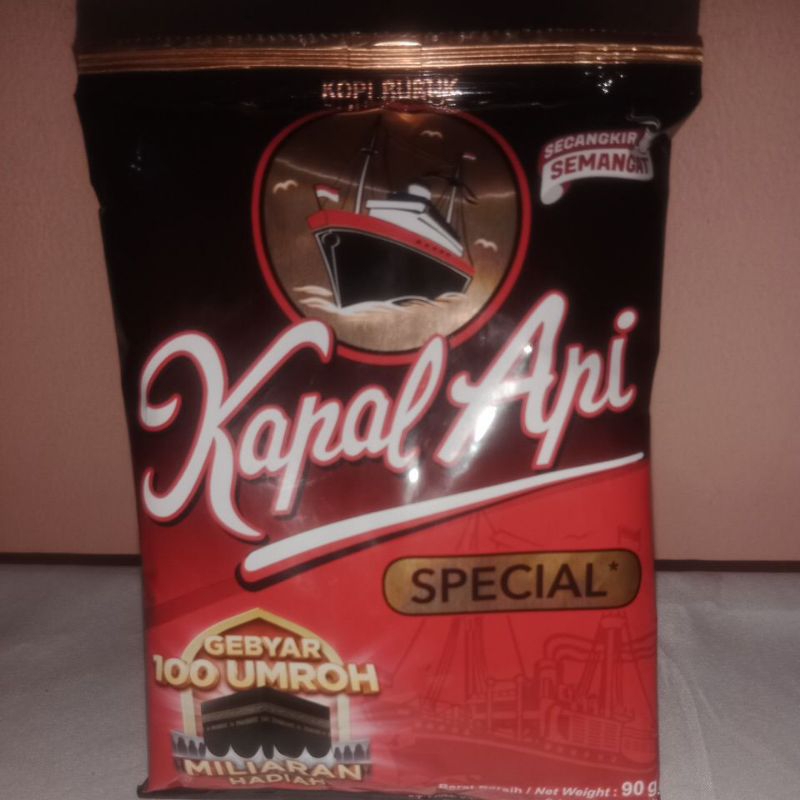 KOPI BUBUK
SECANGKIR
SEMANGAT
Kapal Api
SPECIAL*
GEBYAR
100 UMROH
MILIARAN
HADIAH
Berat Bersih / Net Weight : 90 g